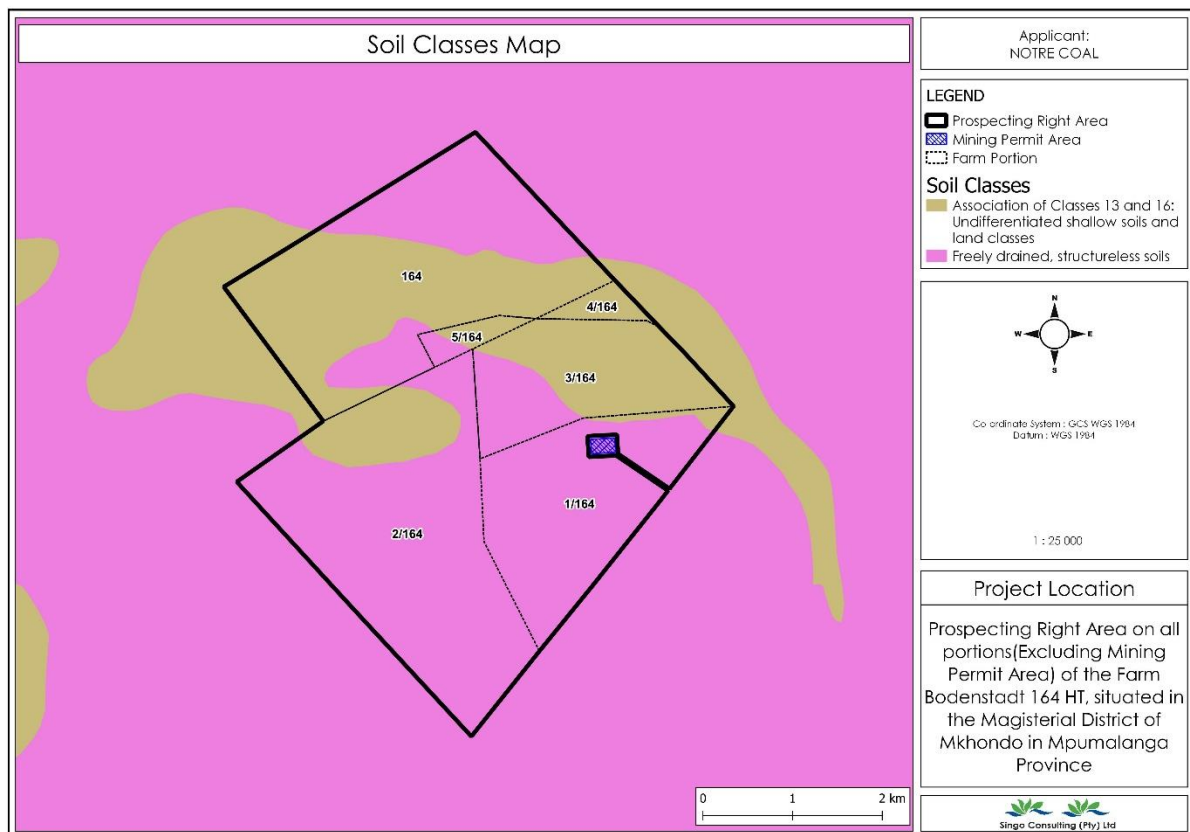 Soil Classes Map
164
4/164
5/164
3/164
1/164
2/164
0 1 2 km
Applicant:
NOTRE COAL
LEGEND
Prospecting Right Area
Mining Permit Area
Farm Portion
Soil Classes
Association of Classes 13 and 16:
Undifferentiated shallow soils and
land classes
Freely drained, structureless soils
N
W E
S
Co ordinate System : GCS WGS 1984
Datum : WGS 1984
1 : 25 000
Project Location
Prospecting Right Area on all
portions(Excluding Mining
Permit Area) of the Farm
Bodenstadt 164 HT, situated in
the Magisterial District of
Mkhondo in Mpumalanga
Province
Singo Consulting (Pty) Ltd